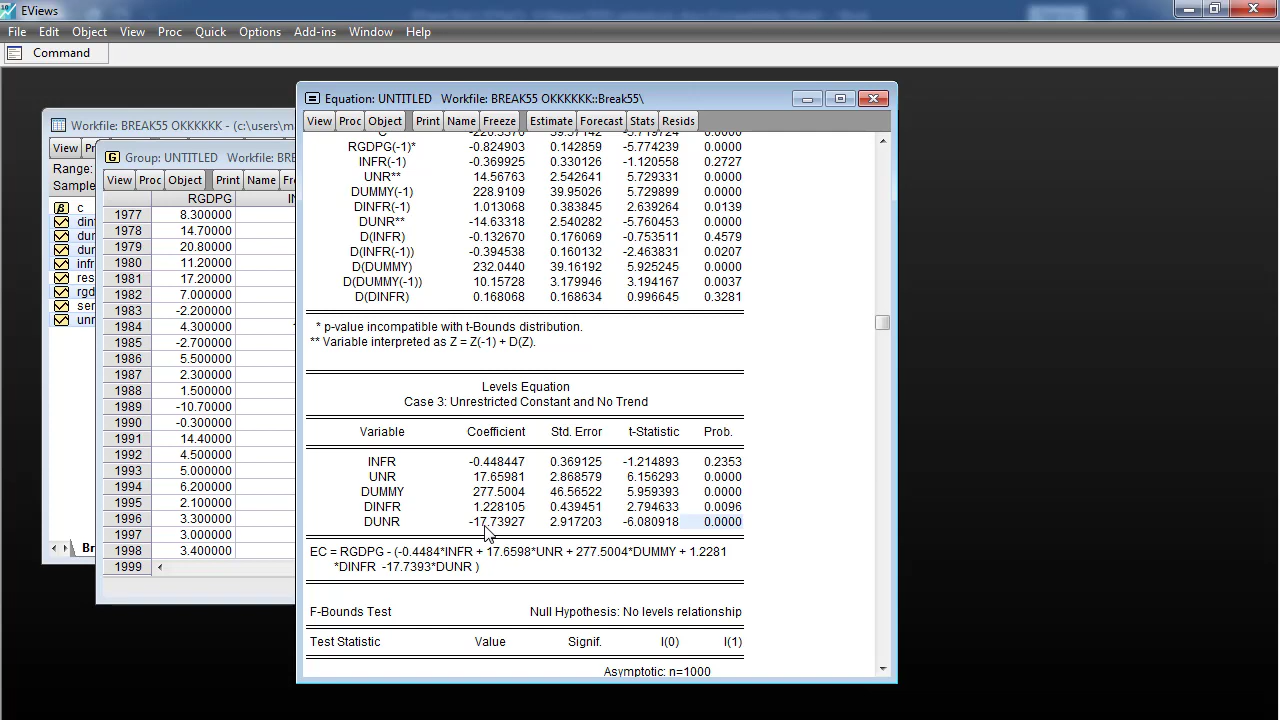 EViews
File Edit Object View Proc Quick Options Add-ins Window Help
Command
Workfile: BREAK55 OKKKKKK - (c:\users\m
View Pr
Range:
Sample
c
din
dur
dur
infr
res
rgd
ser
unr
Br
Group: UNTITLED Workfile: BRE
View Proc Object Print Name Fre
RGDPG IN
1977 8.300000
1978 14.70000
1979 20.80000
1980 11.20000
1981 17.20000
1982 7.000000
1983 -2.200000
1984 4.300000
1985 -2.700000
1986 5.500000
1987 2.300000
1988 1.500000
1989 -10.70000
1990 -0.300000
1991 14.40000
1992 4.500000
1993 5.000000
1994 6.200000
1995 2.100000
1996 3.300000
1997 3.000000
1998 3.400000
1999
Equation: UNTITLED Workfile: BREAK55 OKKKKKK::Break55\
View Proc Object Print Name Freeze Estimate Forecast Stats Resids
RGDPG(-1)* -0.824903 0.142859 -5.774239 0.0000
INFR(-1) -0.369925 0.330126 -1.120558 0.2727
UNR** 14.56763 2.542641 5.729331 0.0000
DUMMY(-1) 228.9109 39.95026 5.729899 0.0000
DINFR(-1) 1.013068 0.383845 2.639264 0.0139
DUNR** -14.63318 2.540282 -5.760453 0.0000
D(INFR) -0.132670 0.176069 -0.753511 0.4579
D(INFR(-1)) -0.394538 0.160132 -2.463831 0.0207
D(DUMMY) 232.0440 39.16192 5.925245 0.0000
D(DUMMY(-1)) 10.15728 3.179946 3.194167 0.0037
D(DINFR) 0.168068 0.168634 0.996645 0.3281
* p-value incompatible with t-Bounds distribution.
** Variable interpreted as Z = Z(-1) + D(Z).
Levels Equation
Case 3: Unrestricted Constant and No Trend
Variable Coefficient Std. Error t-Statistic Prob.
INFR -0.448447 0.369125 -1.214893 0.2353
UNR 17.65981 2.868579 6.156293 0.0000
DUMMY 277.5004 46.56522 5.959393 0.0000
DINFR 1.228105 0.439451 2.794633 0.0096
DUNR -17.73927 2.917203 -6.080918 0.0000
EC = RGDPG - (-0.4484*INFR + 17.6598*UNR + 277.5004*DUMMY + 1.2281
*DINFR -17.7393*DUNR )
F-Bounds Test Null Hypothesis: No levels relationship
Test Statistic Value Signif. I(0) I(1)
Asymptotic: n=1000